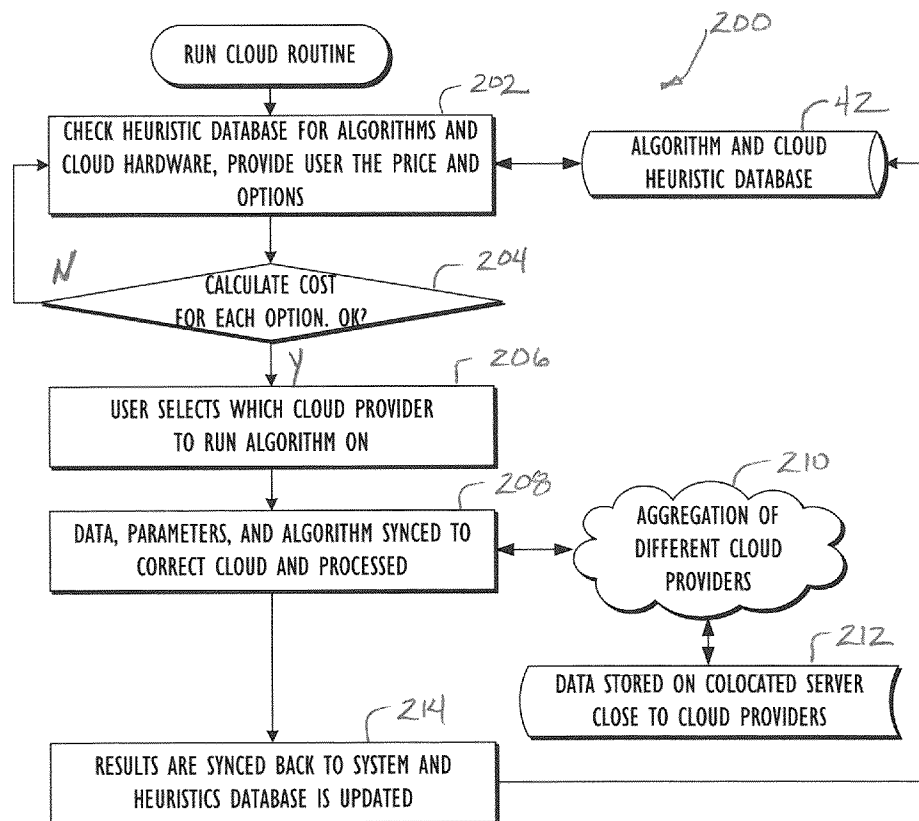 RUN CLOUD ROUTINE
200
202
CHECK HEURISTIC DATABASE FOR ALGORITHMS AND
CLOUD HARDWARE, PROVIDE USER THE PRICE AND
OPTIONS
42
ALGORITHM AND CLOUD
HEURISTIC DATABASE
N
204
CALCULATE COST
FOR EACH OPTION. OK?
Y
206
USER SELECTS WHICH CLOUD PROVIDER
TO RUN ALGORITHM ON
208
DATA, PARAMETERS, AND ALGORITHM SYNCED TO
CORRECT CLOUD AND PROCESSED
210
AGGREGATION OF
DIFFERENT CLOUD
PROVIDERS
212
DATA STORED ON COLOCATED SERVER
CLOSE TO CLOUD PROVIDERS
214
RESULTS ARE SYNCED BACK TO SYSTEM AND
HEURISTICS DATABASE IS UPDATED